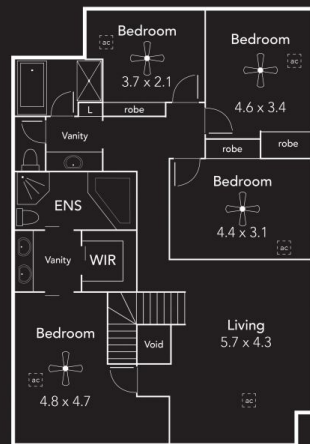 Bedroom
ac
3.7 x 2.1
Bedroom
ac
4.6 x 3.4
L
robe
Vanity
robe
robe
Bedroom
4.4 x 3.1
ac
ENS
Vanity
WIR
Bedroom
ac
4.8 x 4.7
Void
Living
5.7 x 4.3
ac